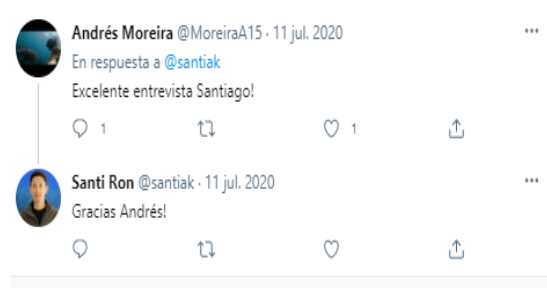 Andrés Moreira @MoreiraA15 · 11 jul. 2020
En respuesta a @santiak
Excelente entrevista Santiago!
1 1
Santi Ron @santiak · 11 jul. 2020
Gracias Andrés!